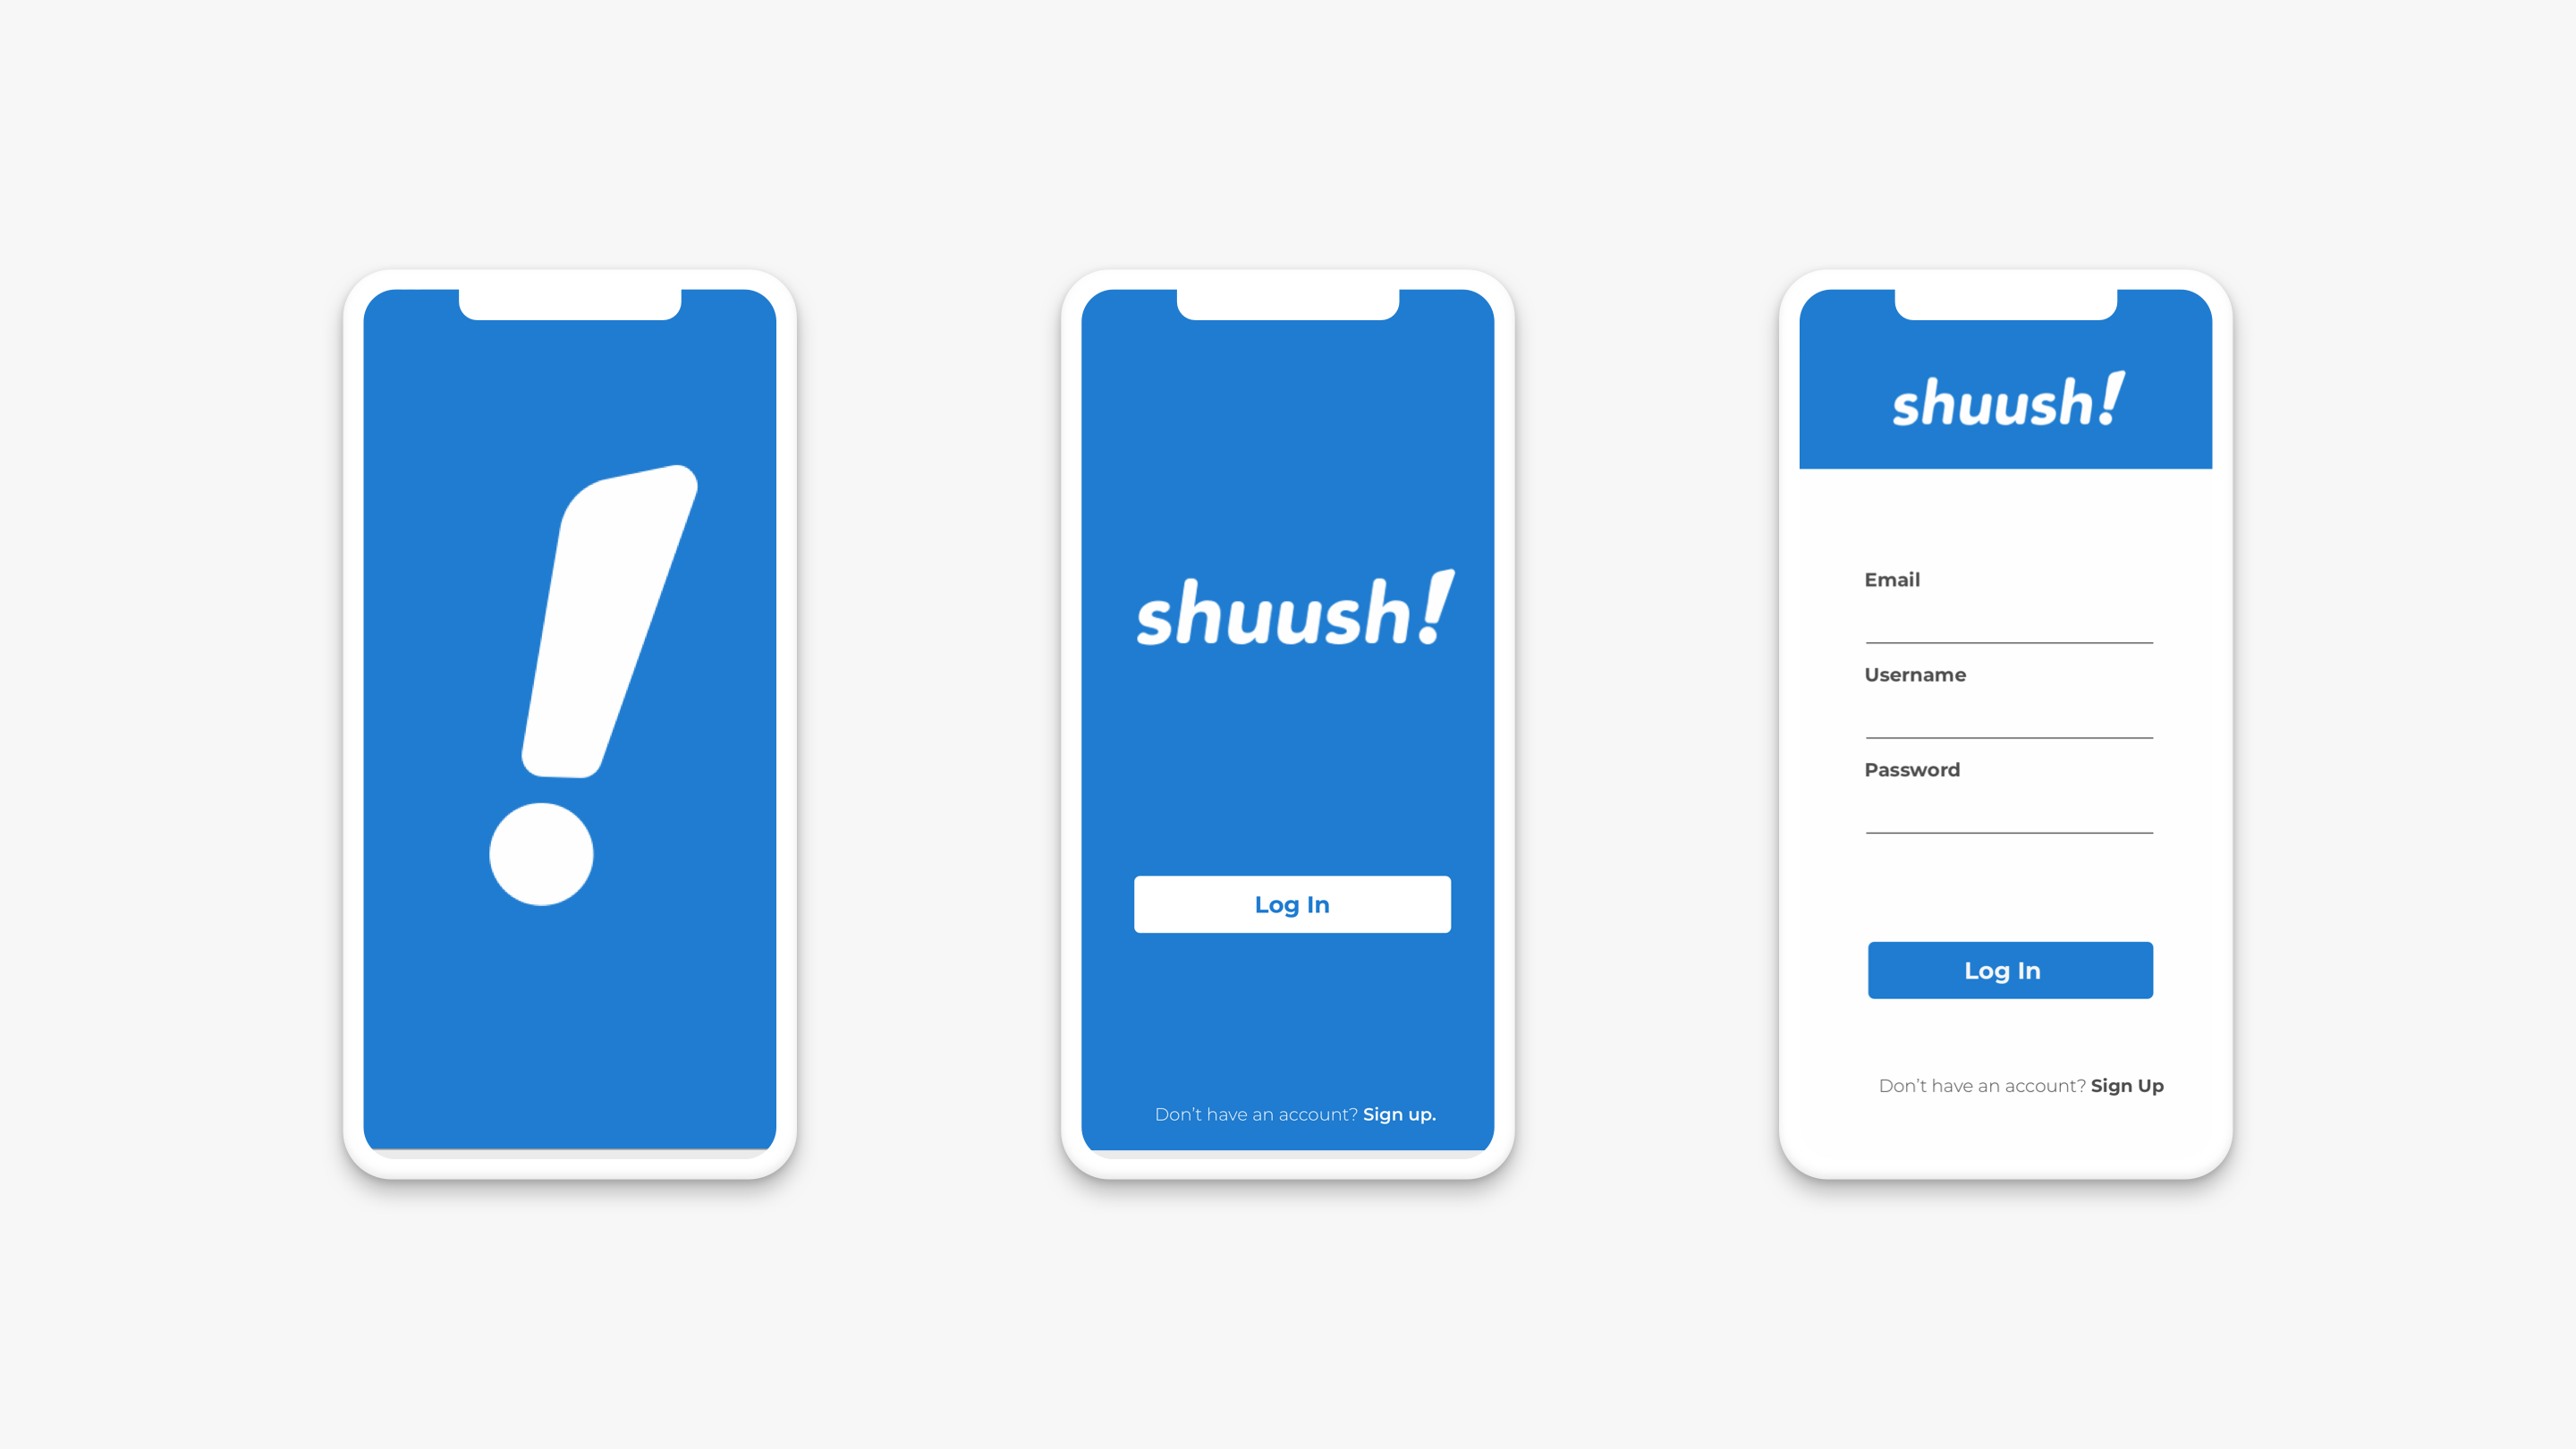 !
shuush!
Log In
Don't have an account? Sign up.
shuush!
Email
Username
Password
Log In
Don't have an account? Sign Up